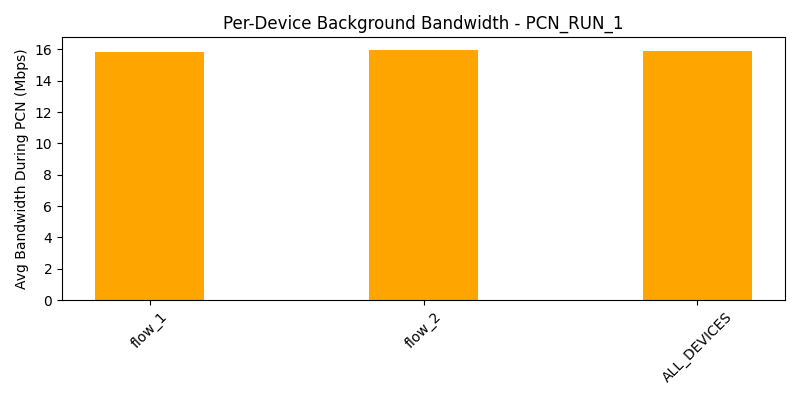 Per-Device Background Bandwidth - PCN_RUN_1
Avg Bandwidth During PCN (Mbps)
16
14
12
10
8
6
4
2
0
flow_1
flow_2
ALL_DEVICES